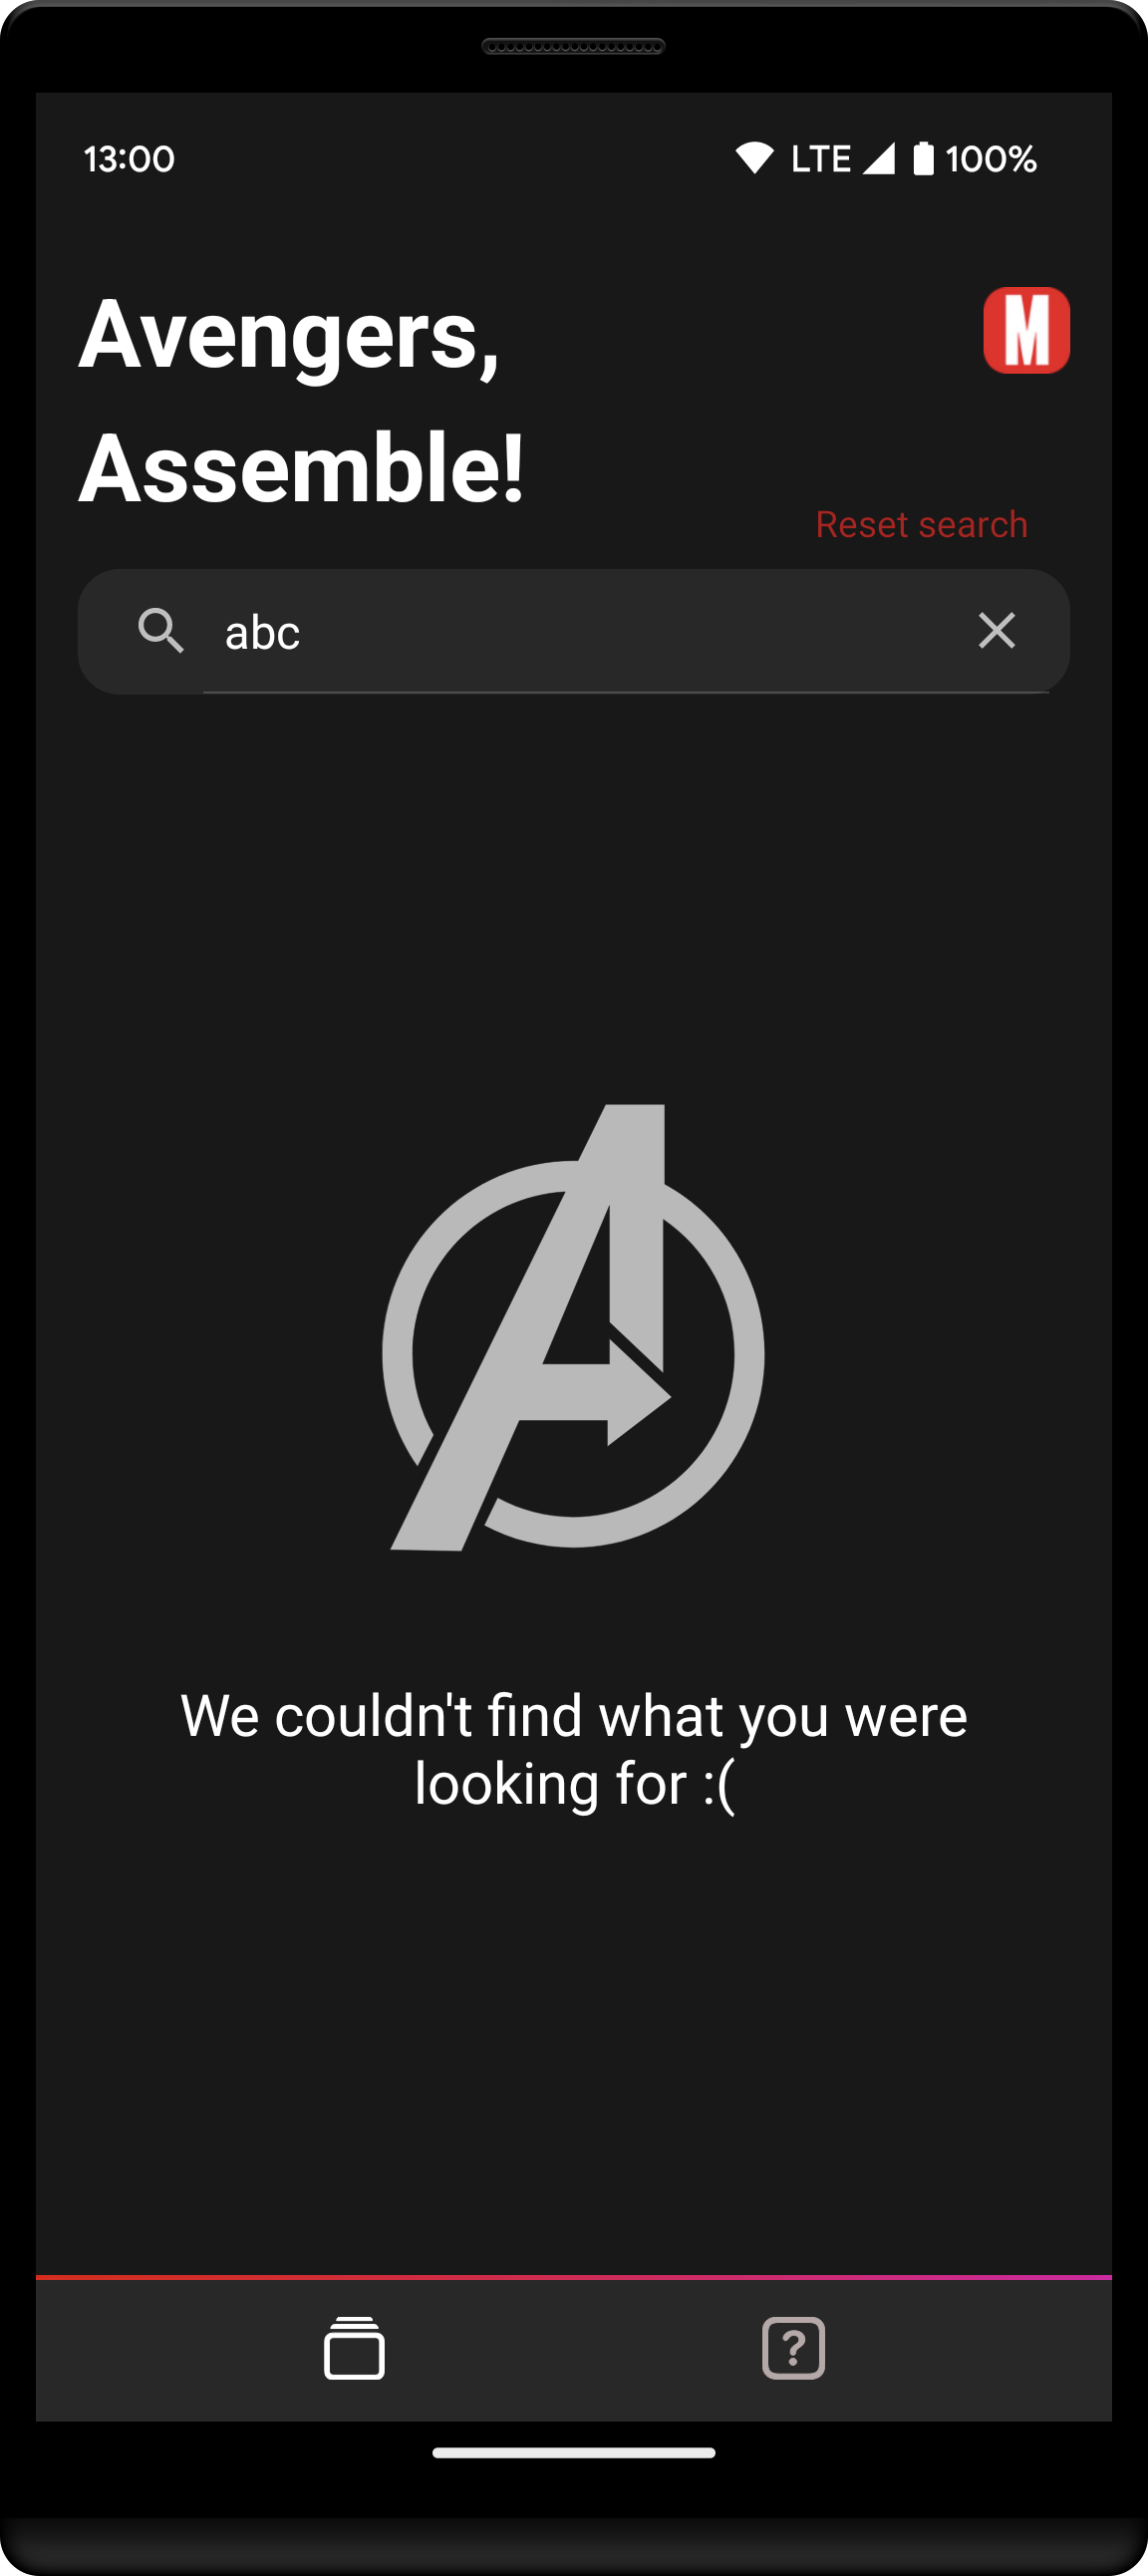 13:00 LTE 100%
Avengers,
M
Assemble!
Reset search
abc
We couldn't find what you were
looking for :(
?